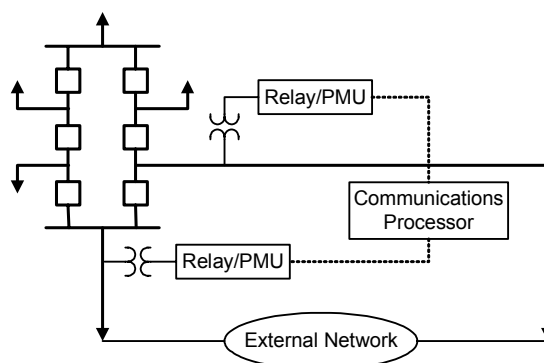 Relay/PMU
Communications
Processor
Relay/PMU
External Network